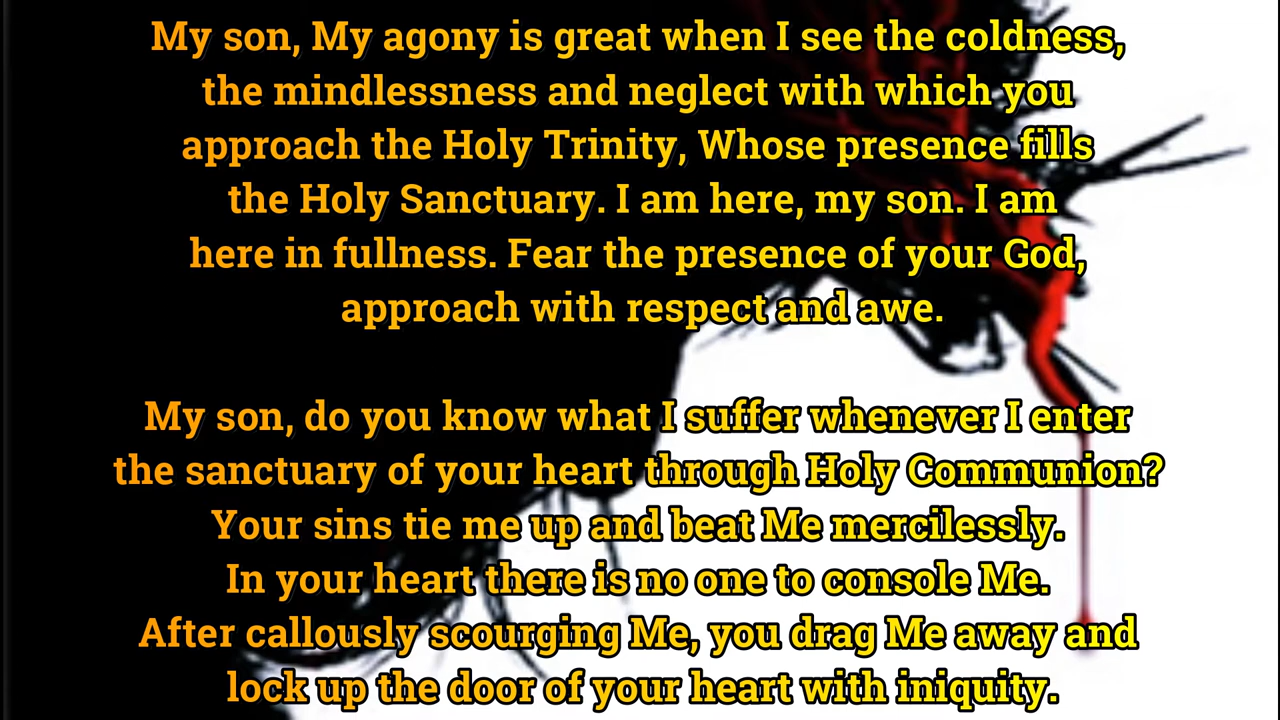 My son, My agony is great when I see the coldness,
the mindlessness and neglect with which you
approach the Holy Trinity, Whose presence fills
the Holy Sanctuary. I am here, my son. I am
here in fullness. Fear the presence of your God,
approach with respect and awe.
My son, do you know what I suffer whenever I enter
the sanctuary of your heart through Holy Communion?
Your sins tie me up and beat Me mercilessly.
In your heart there is no one to console Me.
After callously scourging Me, you drag Me away and
lock up the door of your heart with iniquity.